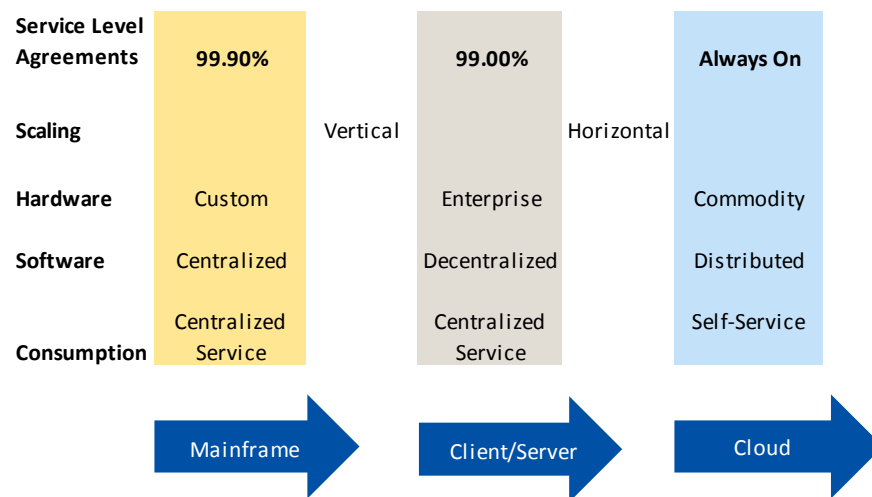 Service Level
Agreements 99.90% 99.00% Always On
Scaling Vertical Horizontal
Hardware Custom Enterprise Commodity
Software Centralized Decentralized Distributed
Centralized Centralized Self-Service
Consumption Service Service
Mainframe Client/Server Cloud